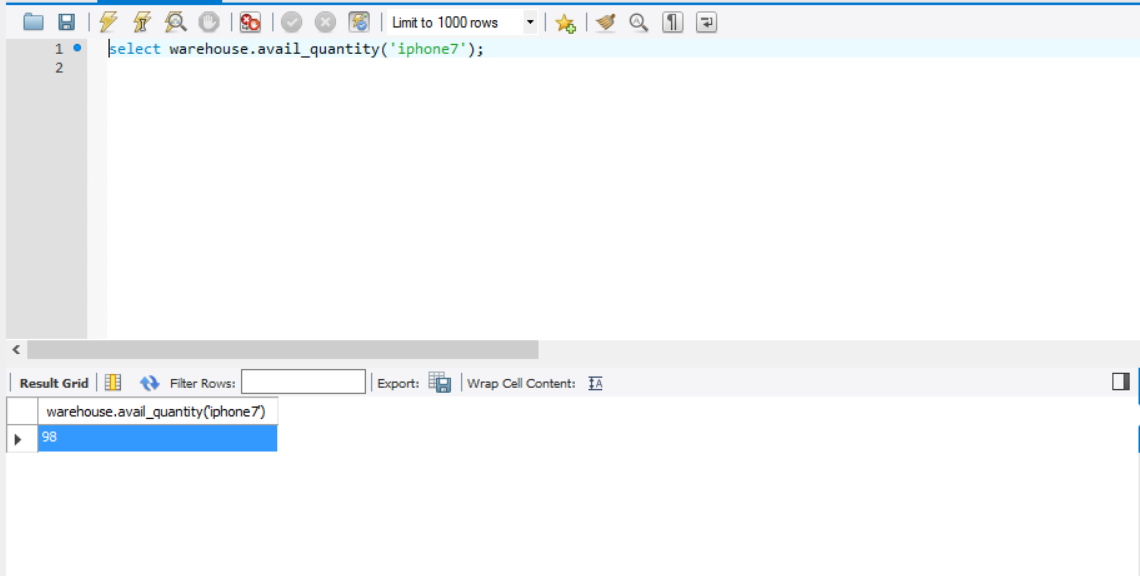 Limit to 1000 rows
1 select warehouse.avail_quantity('iphone7');
2
Result Grid Filter Rows: Export: Wrap Cell Content: IA
warehouse.avail_quantity('iphone7')
98